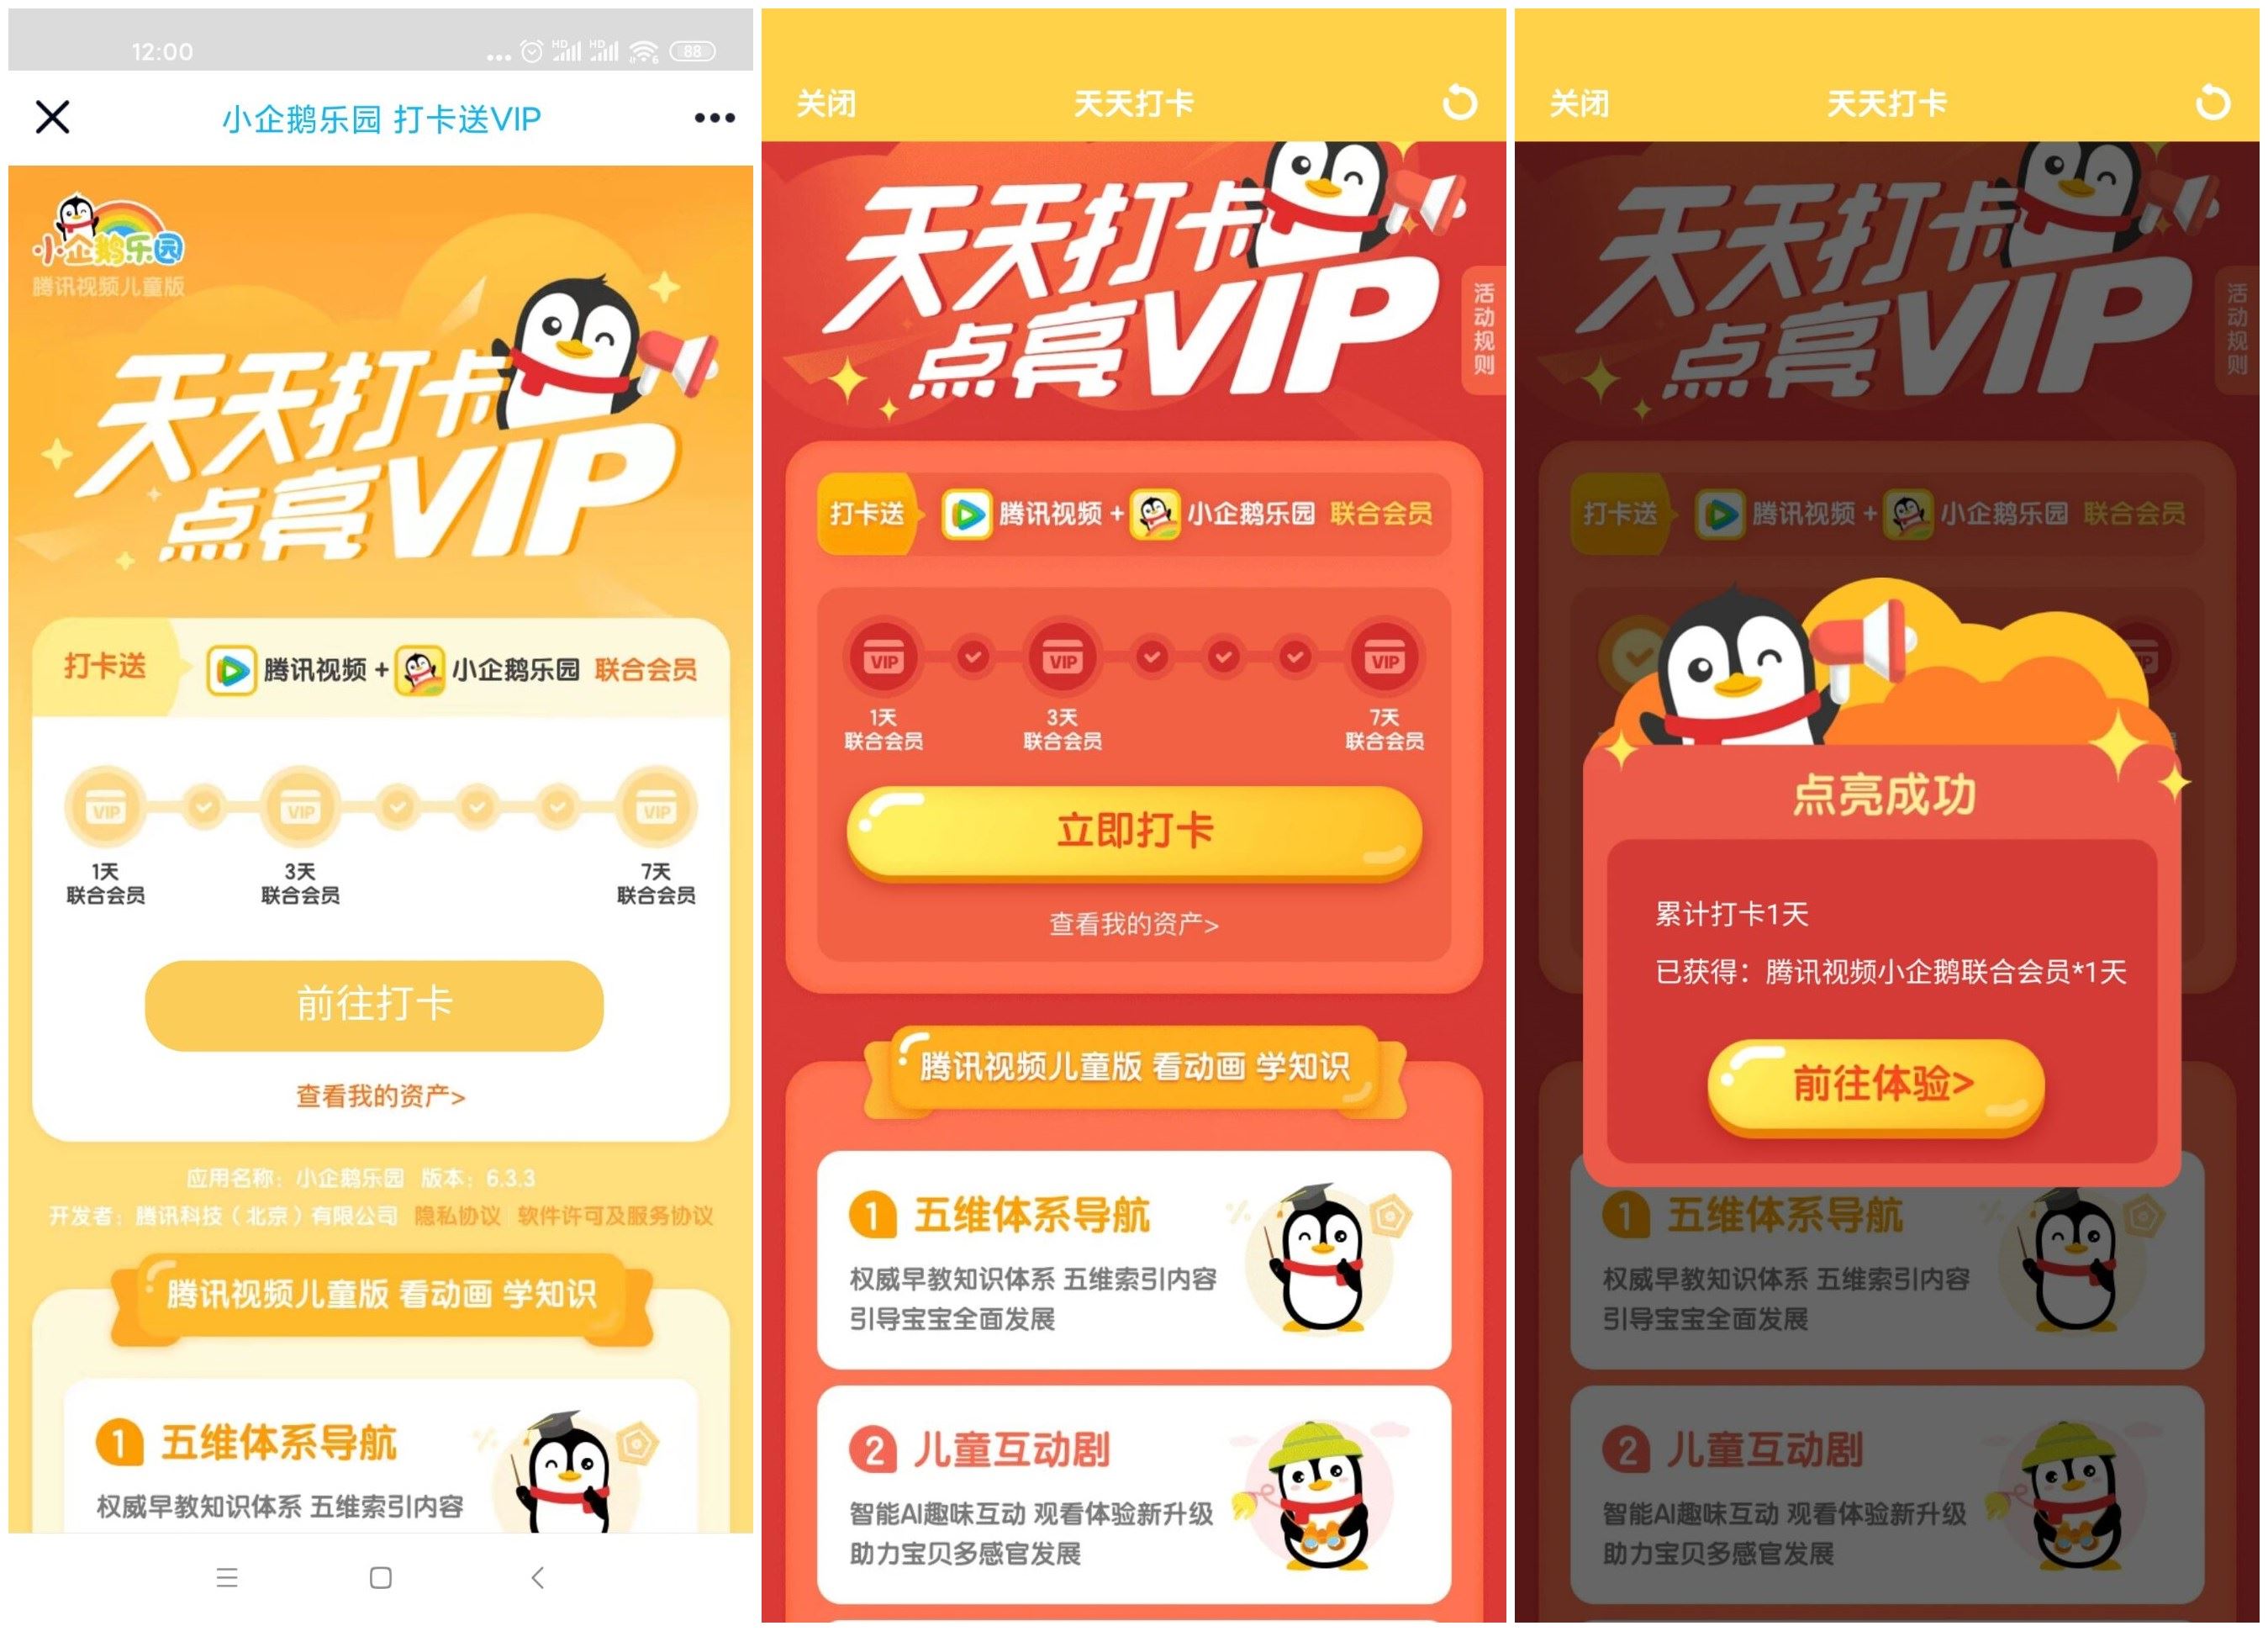 12:00
HD
HD
6
88
小企鹅乐园 打卡送VIP
小企鹅乐园
腾讯视频儿童版
天天打卡
点亮VIP
打卡送
腾讯视频+小企鹅乐园 联合会员
VIP
VIP
VIP
1天
联合会员
3天
联合会员
7天
联合会员
前往打卡
查看我的资产>
应用名称：小企鹅乐园 版本：6.3.3
开发者：腾讯科技（北京）有限公司 隐私协议 软件许可及服务协议
腾讯视频儿童版 看动画 学知识
1 五维体系导航
权威早教知识体系 五维索引内容
关闭
天天打卡
天天打卡
点亮VIP
活动规则
打卡送
腾讯视频+小企鹅乐园 联合会员
VIP
VIP
VIP
1天
联合会员
3天
联合会员
7天
联合会员
立即打卡
查看我的资产>
腾讯视频儿童版 看动画 学知识
1 五维体系导航
权威早教知识体系 五维索引内容
引导宝宝全面发展
2 儿童互动剧
智能AI趣味互动 观看体验新升级
助力宝贝多感官发展
关闭
天天打卡
天天打卡
点亮VIP
活动规则
打卡送
腾讯视频+小企鹅乐园 联合会员
点亮成功
累计打卡1天
已获得：腾讯视频小企鹅联合会员*1天
前往体验>
1 五维体系导航
权威早教知识体系 五维索引内容
引导宝宝全面发展
2 儿童互动剧
智能AI趣味互动 观看体验新升级
助力宝贝多感官发展